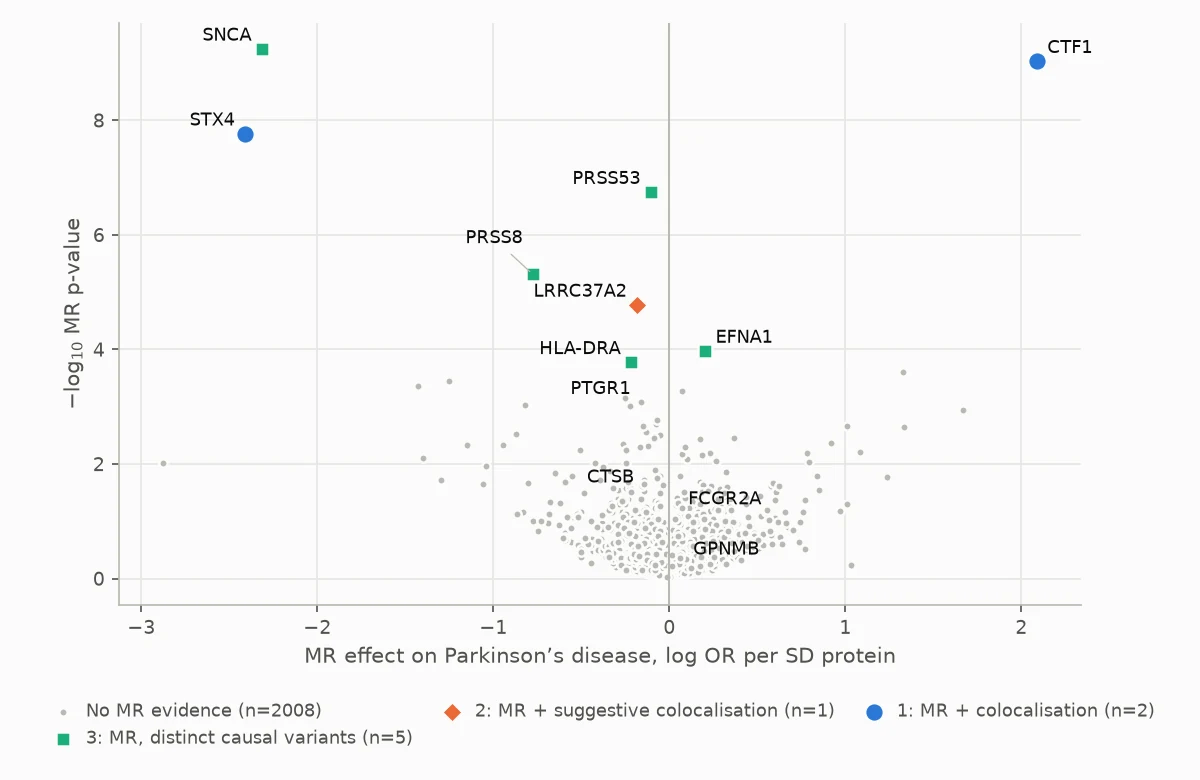 SNCA
CTF1
STX4
8
PRSS53
6
PRSS8
LRRC37A2
EFNA1
4
HLA-DRA
PTGR1
2
CTSB
FCGR2A
GPNMB
0
−log10 MR p-value
−3 −2 −1 0 1 2
MR effect on Parkinson’s disease, log OR per SD protein
No MR evidence (n=2008) 2: MR + suggestive colocalisation (n=1) 1: MR + colocalisation (n=2)
3: MR, distinct causal variants (n=5)